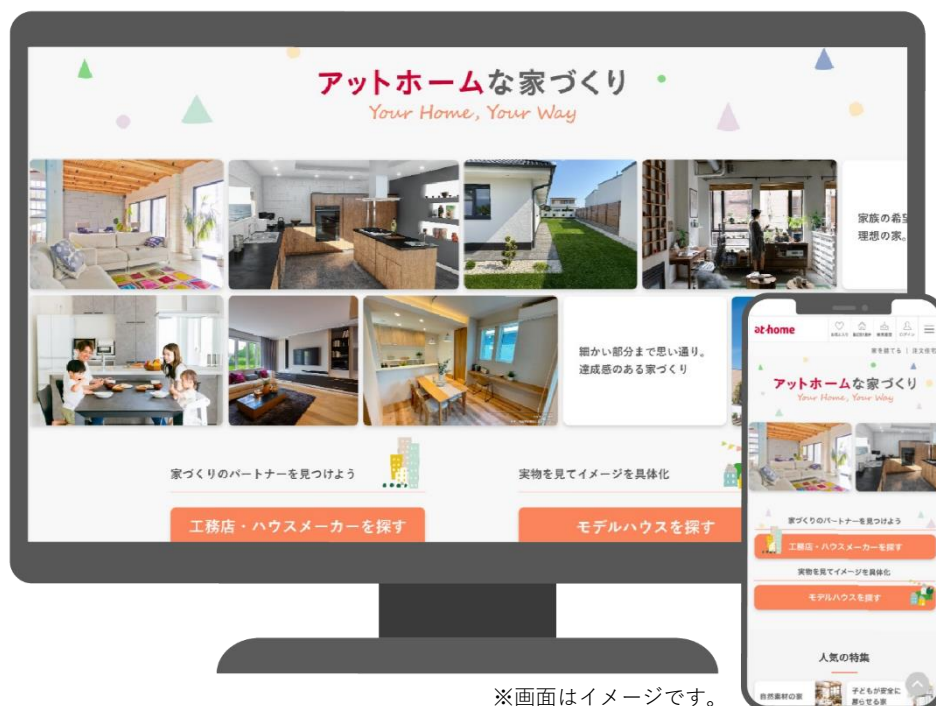 アットホームな家づくり
Your Home, Your Way
家族の希望
理想の家。
細かい部分まで思い通り。
達成感のある家づくり
家づくりのパートナーを見つけよう
工務店・ハウスメーカーを探す
実物を見てイメージを具体化
モデルハウスを探す
at-home
家を建てる | 注文住宅
アットホームな家づくり
Your Home, Your Way
家づくりのパートナーを見つけよう
工務店・ハウスメーカーを探す
実物を見てイメージを具体化
モデルハウスを探す
人気の特集
自然素材の家
子どもが安全に
暮らせる家
※画面はイメージです。